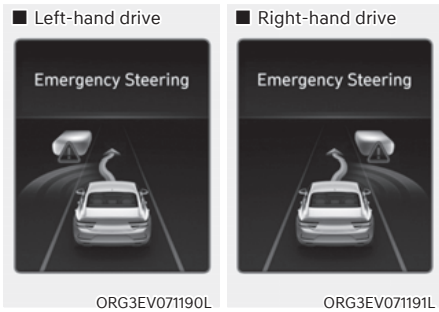 ■ Left-hand drive
Emergency Steering
ORG3EV071190L
■ Right-hand drive
Emergency Steering
ORG3EV071191L